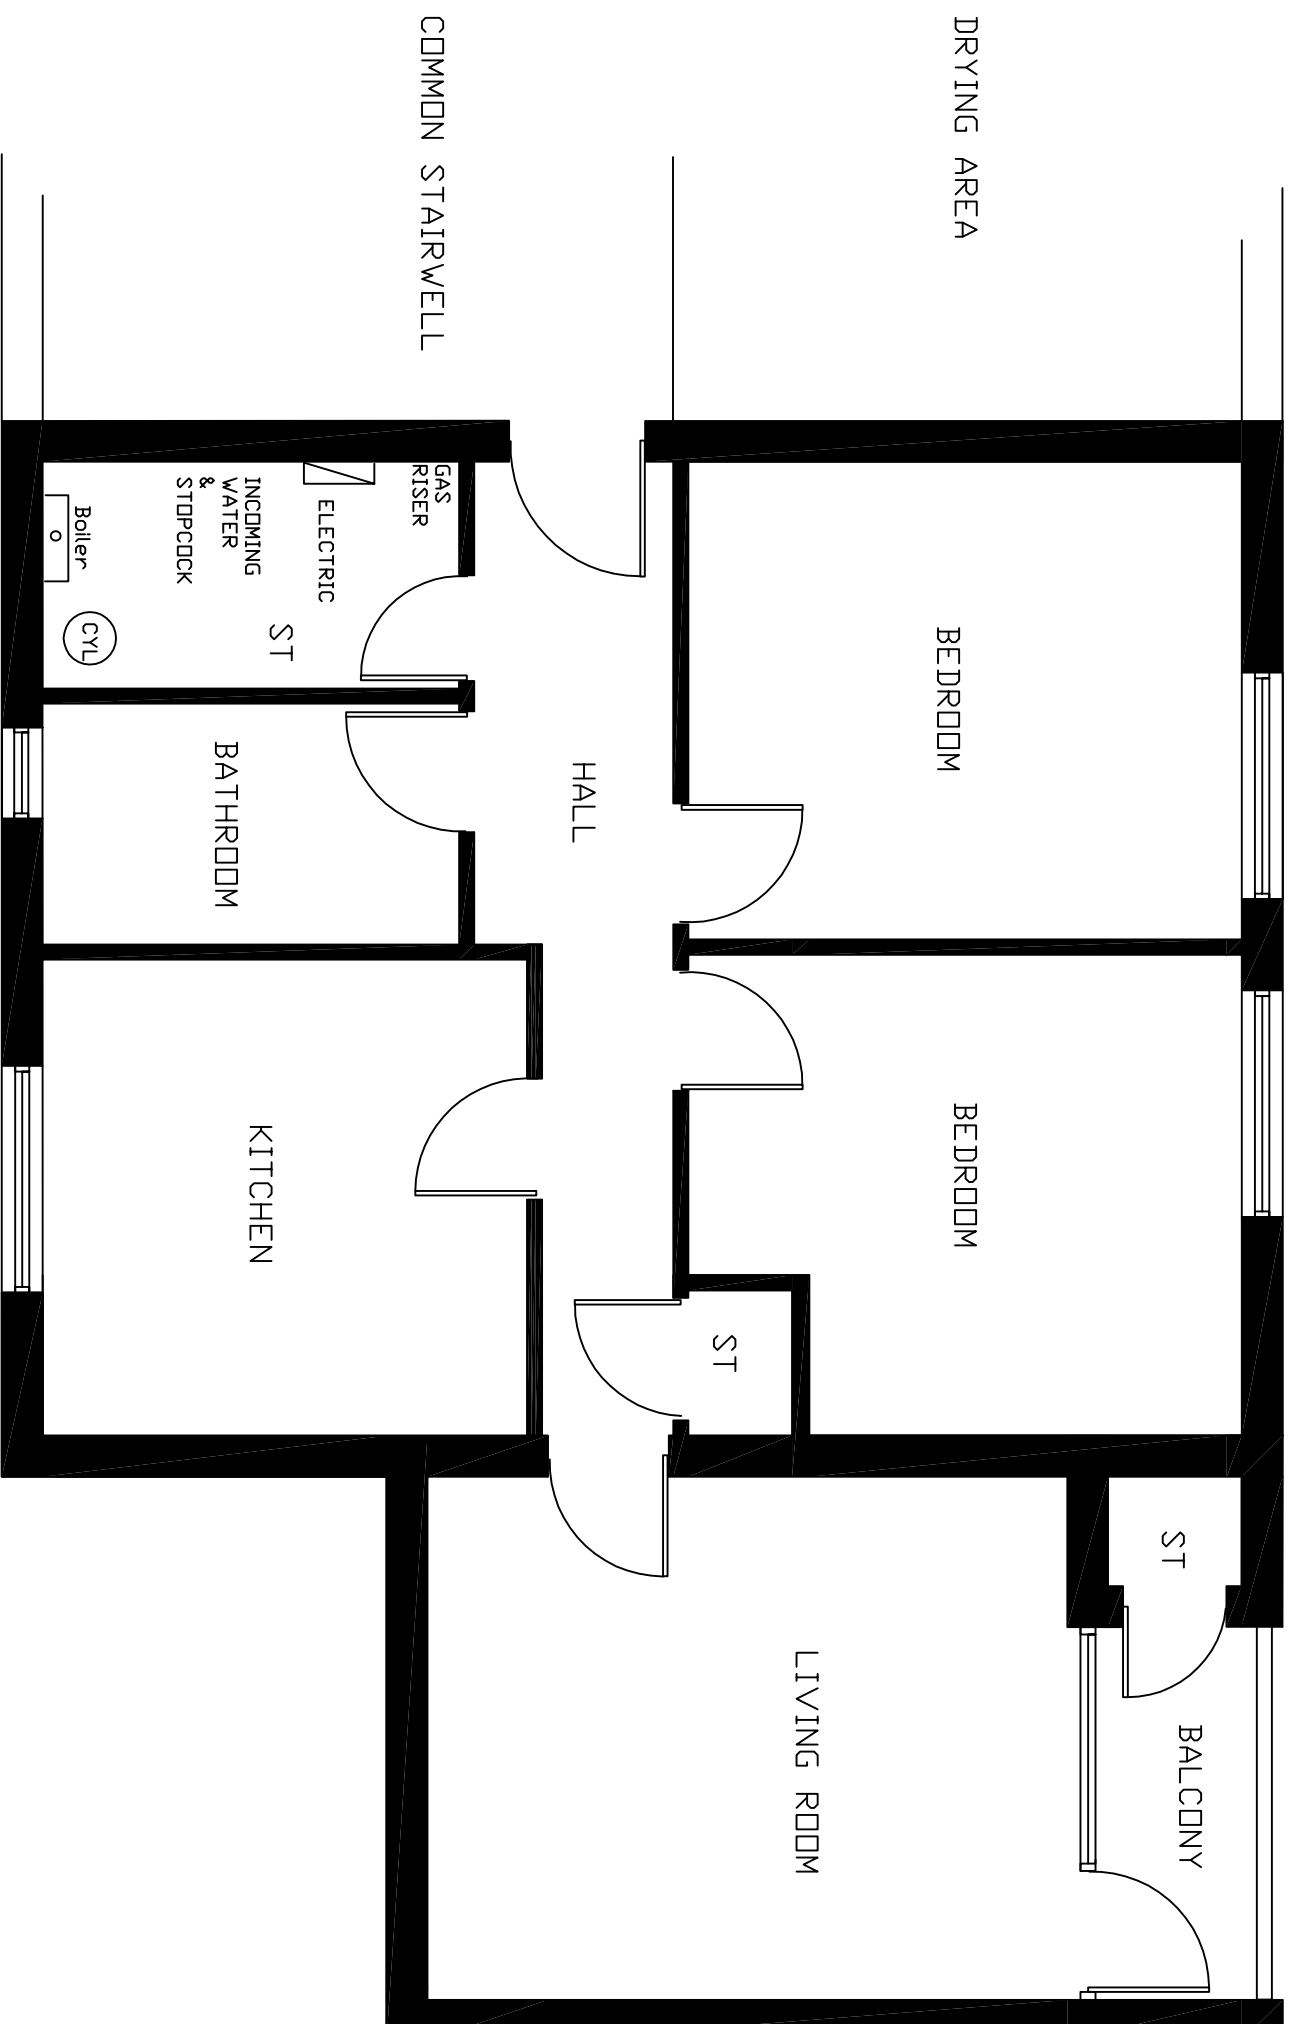 DRYING AREA
COMMON STAIRWELL
BALCONY
ST
LIVING ROOM
BEDROOM
BEDROOM
ST
HALL
GAS
RISER
ELECTRIC
ST
INCOMING
WATER
&
STOPCOCK
Boiler
CYL
BATHROOM
KITCHEN